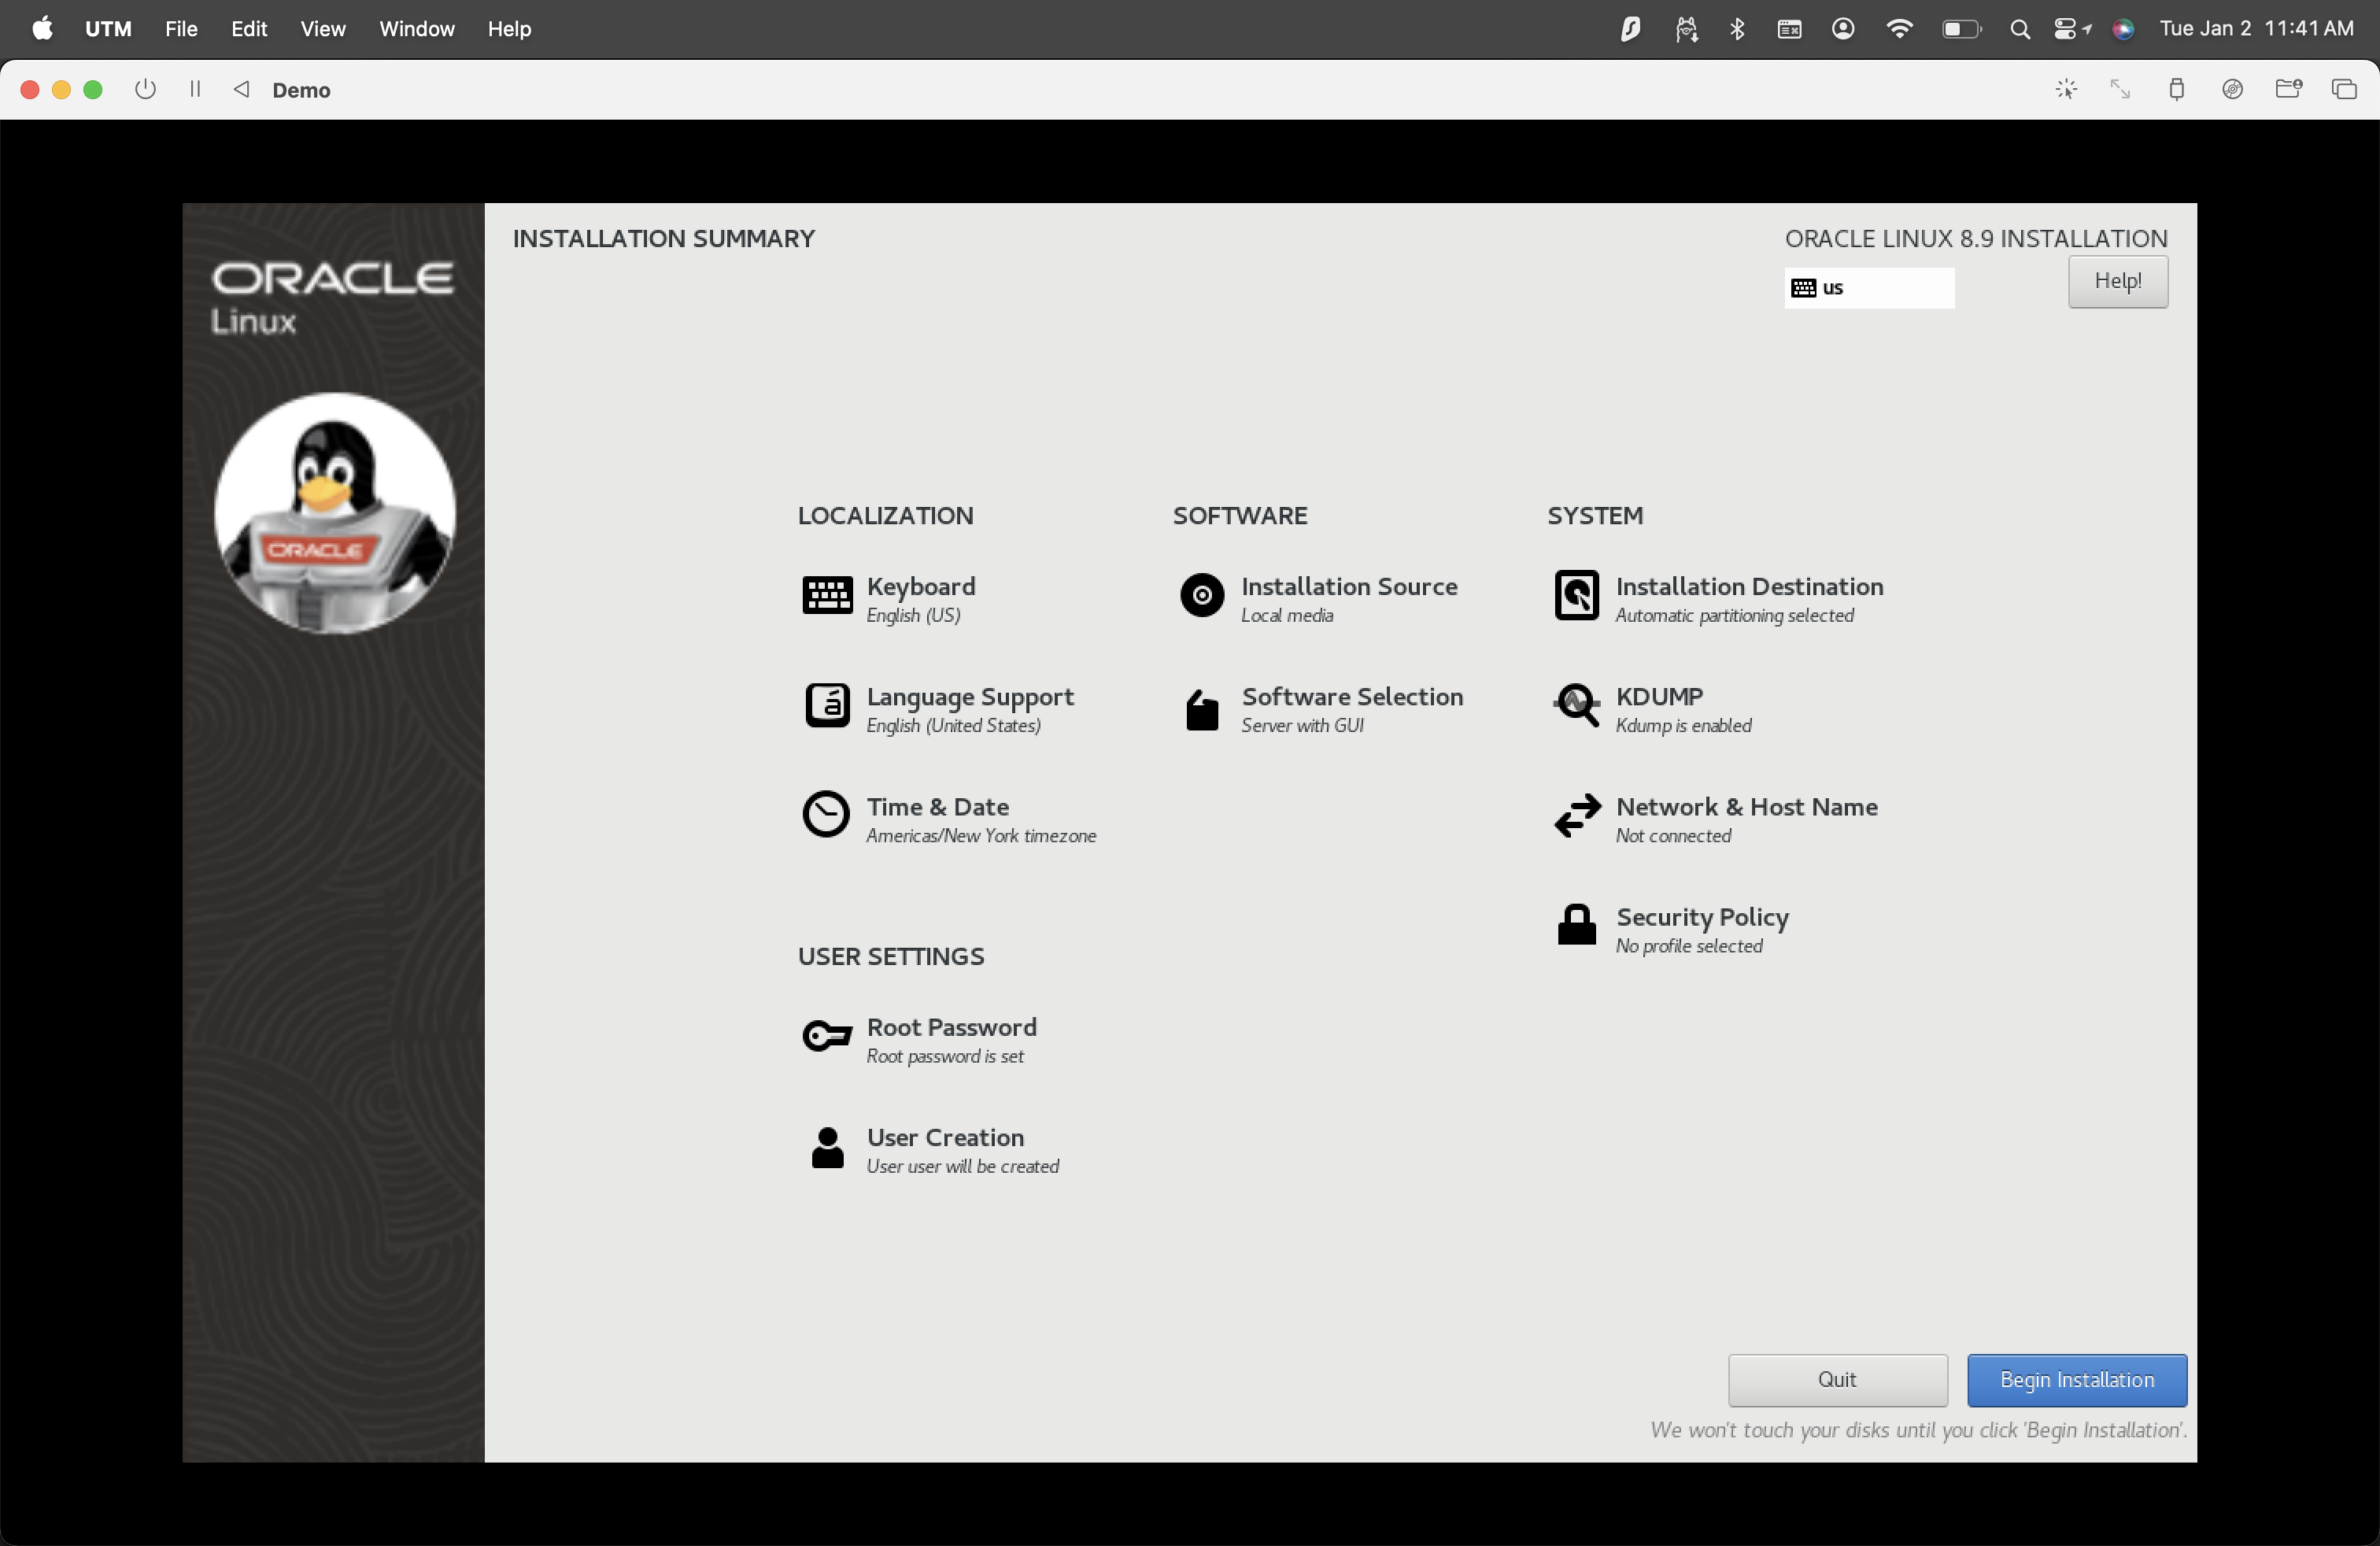 UTM File Edit View Window Help Tue Jan 2 11:41 AM
Demo
ORACLE
Linux
ORACLE
INSTALLATION SUMMARY
ORACLE LINUX 8.9 INSTALLATION
us
Help!
LOCALIZATION
Keyboard
English (US)
Language Support
English (United States)
Time & Date
Americas/New York timezone
USER SETTINGS
Root Password
Root password is set
User Creation
User user will be created
SOFTWARE
Installation Source
Local media
Software Selection
Server with GUI
SYSTEM
Installation Destination
Automatic partitioning selected
KDUMP
Kdump is enabled
Network & Host Name
Not connected
Security Policy
No profile selected
Quit
Begin Installation
We won't touch your disks until you click 'Begin Installation'.